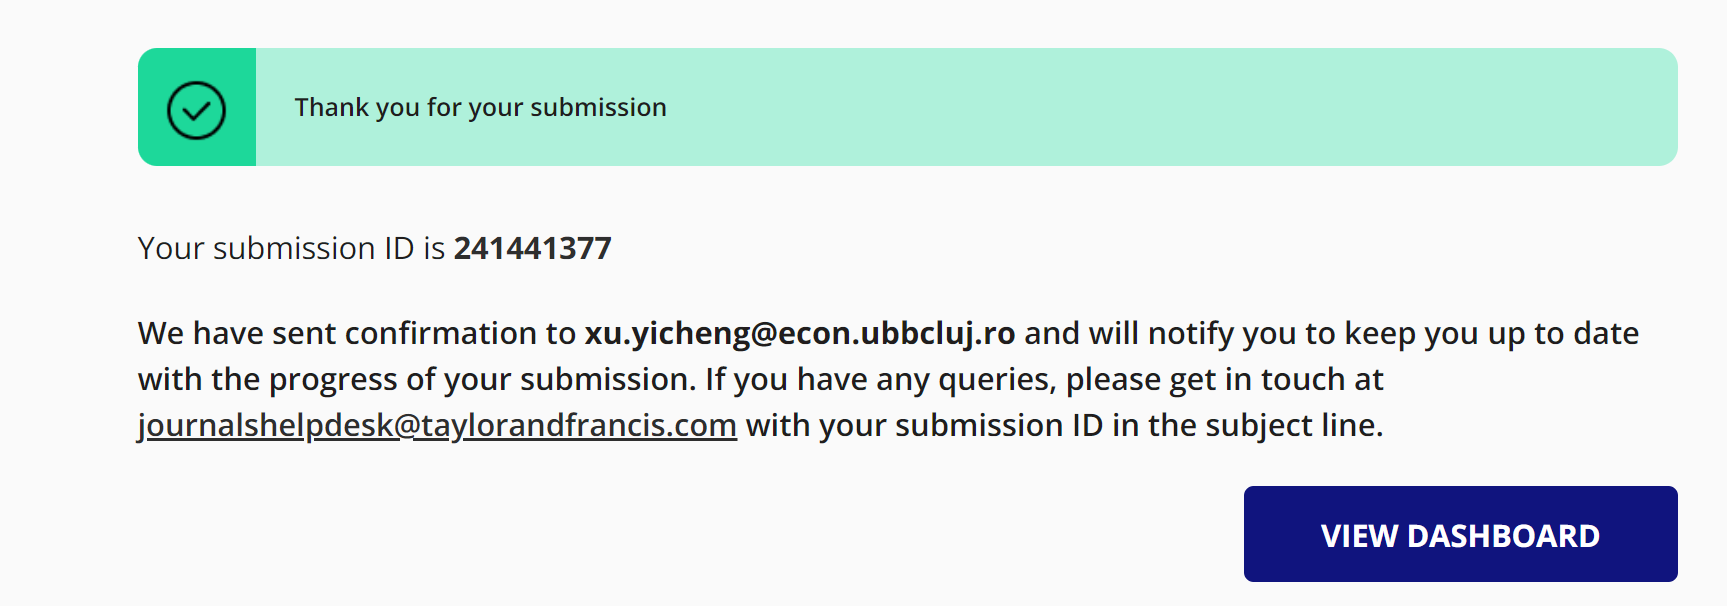 Thank you for your submission
Your submission ID is 241441377
We have sent confirmation to xu.yicheng@econ.ubbcluj.ro and will notify you to keep you up to date
with the progress of your submission. If you have any queries, please get in touch at
journalshelpdesk@taylorandfrancis.com with your submission ID in the subject line.
VIEW DASHBOARD